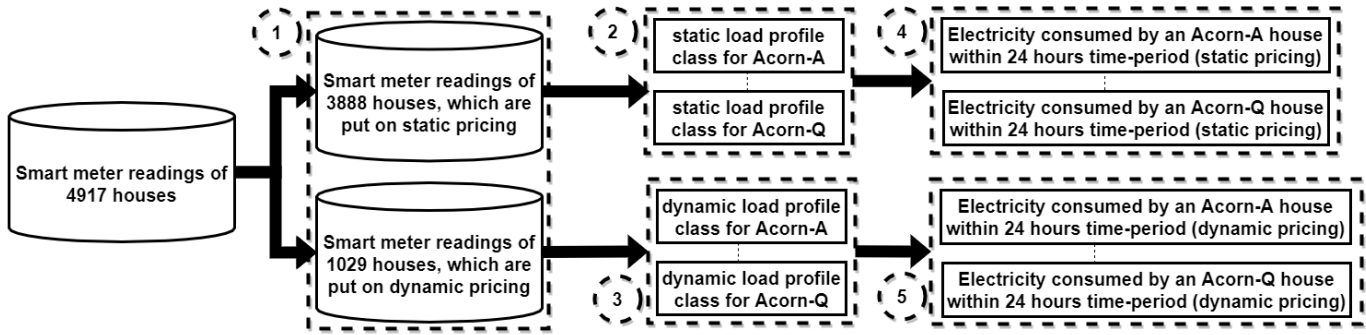 Smart meter readings of
4917 houses
1
Smart meter readings of
3888 houses, which are
put on static pricing
Smart meter readings of
1029 houses, which are
put on dynamic pricing
2
static load profile
class for Acorn-A
static load profile
class for Acorn-Q
3
dynamic load profile
class for Acorn-A
dynamic load profile
class for Acorn-Q
4
Electricity consumed by an Acorn-A house
within 24 hours time-period (static pricing)
Electricity consumed by an Acorn-Q house
within 24 hours time-period (static pricing)
5
Electricity consumed by an Acorn-A house
within 24 hours time-period (dynamic pricing)
Electricity consumed by an Acorn-Q house
within 24 hours time-period (dynamic pricing)